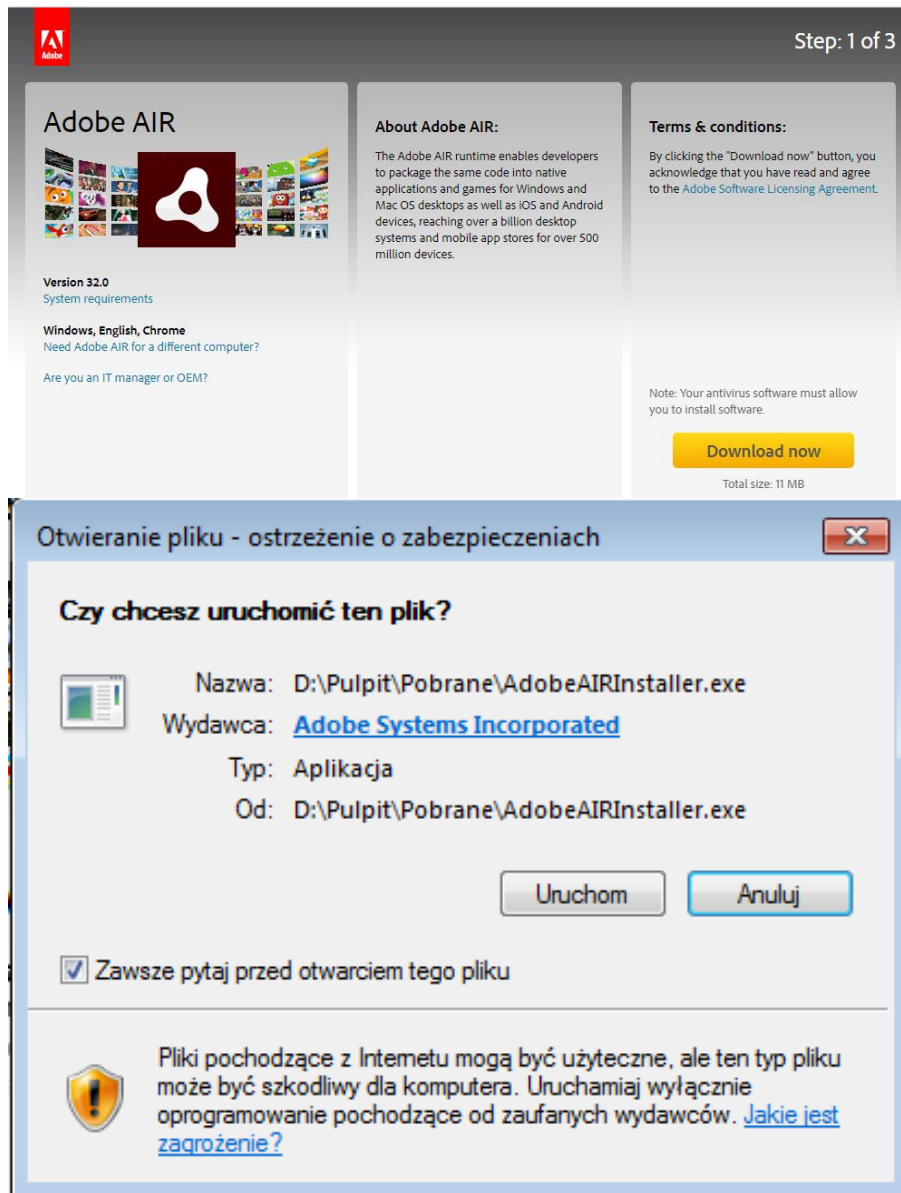 Adobe
Step: 1 of 3
Adobe AIR
Version 32.0
System requirements
Windows, English, Chrome
Need Adobe AIR for a different computer?
Are you an IT manager or OEM?
About Adobe AIR:
The Adobe AIR runtime enables developers
to package the same code into native
applications and games for Windows and
Mac OS desktops as well as iOS and Android
devices, reaching over a billion desktop
systems and mobile app stores for over 500
million devices.
Terms & conditions:
By clicking the "Download now" button, you
acknowledge that you have read and agree
to the Adobe Software Licensing Agreement.
Note: Your antivirus software must allow
you to install software.
Download now
Total size: 11 MB
Otwieranie pliku - ostrzeżenie o zabezpieczeniach
Czy chcesz uruchomić ten plik?
Nazwa: D:\Pulpit\Pobrane\AdobeAIRInstaller.exe
Wydawca: Adobe Systems Incorporated
Typ: Aplikacja
Od: D:\Pulpit\Pobrane\AdobeAIRInstaller.exe
Uruchom Anuluj
Zawsze pytaj przed otwarciem tego pliku
Pliki pochodzące z Internetu mogą być użyteczne, ale ten typ pliku
może być szkodliwy dla komputera. Uruchamiaj wyłącznie
oprogramowanie pochodzące od zaufanych wydawców. Jakie jest
zagrożenie?